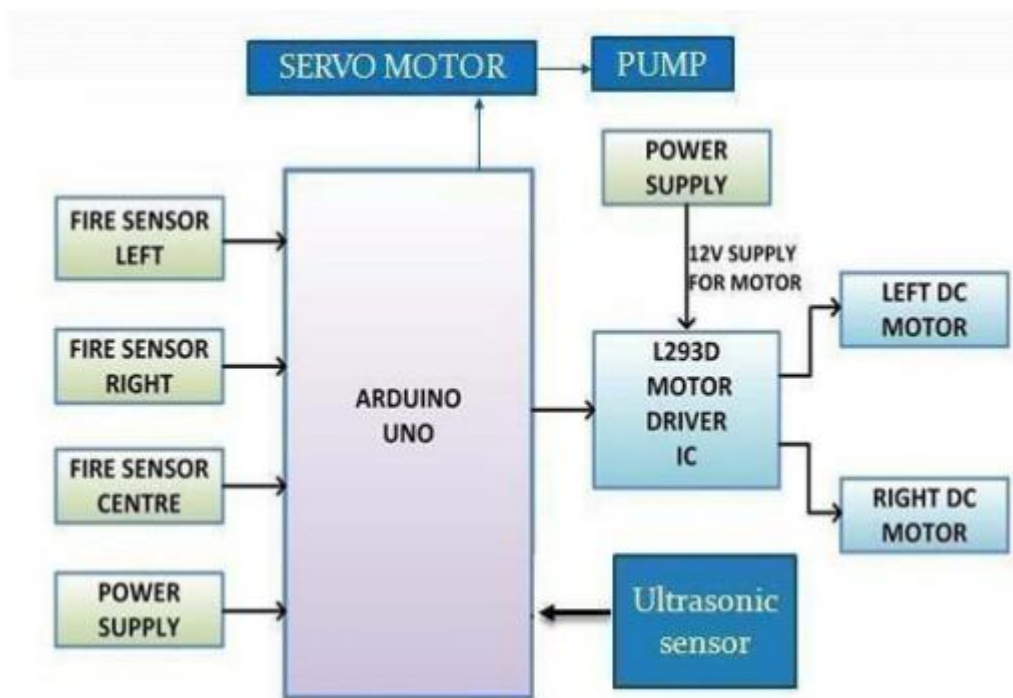 SERVO MOTOR
PUMP
POWER
SUPPLY
FIRE SENSOR
LEFT
12V SUPPLY
FOR MOTOR
LEFT DC
MOTOR
FIRE SENSOR
RIGHT
ARDUINO
UNO
L293D
MOTOR
DRIVER
IC
FIRE SENSOR
CENTRE
RIGHT DC
MOTOR
POWER
SUPPLY
Ultrasonic
sensor